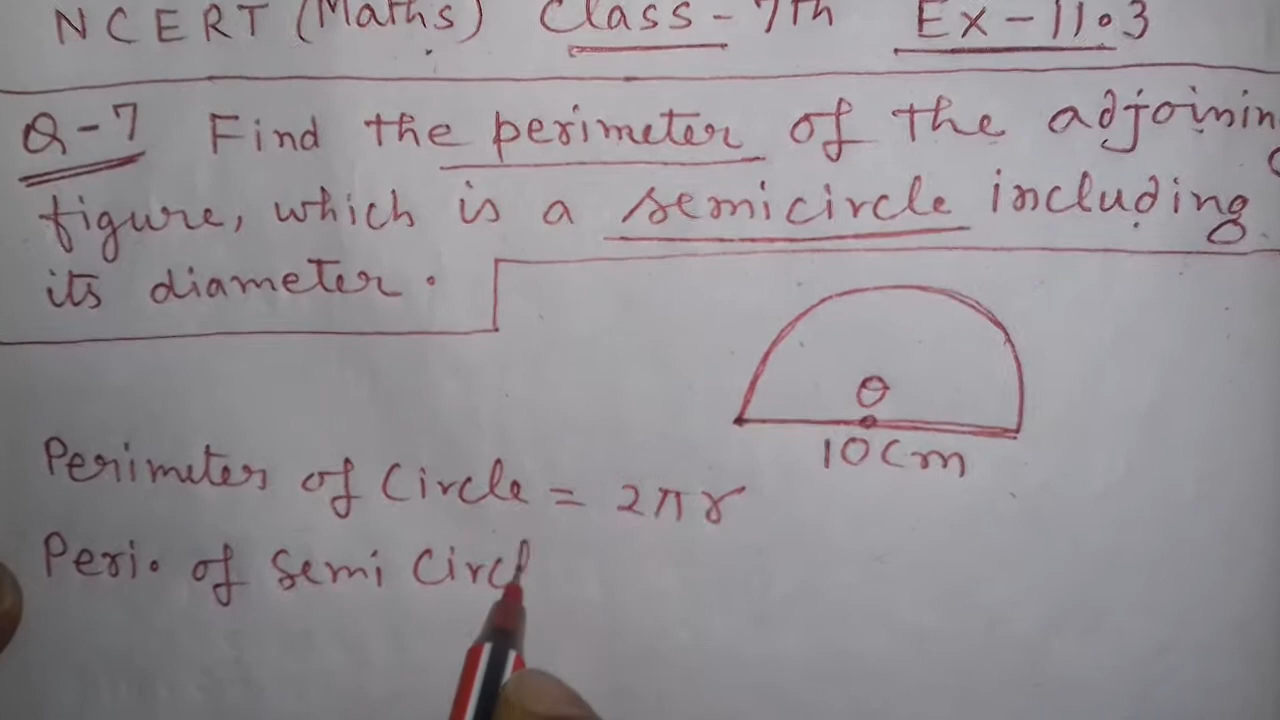 NCERT (Maths) Class - 7th Ex - 11.3
Q-7 Find the perimeter of the adjoining
figure, which is a semicircle including
its diameter.
O
10cm
Perimeter of Circle = 2πr
Peri. of Semi Circl